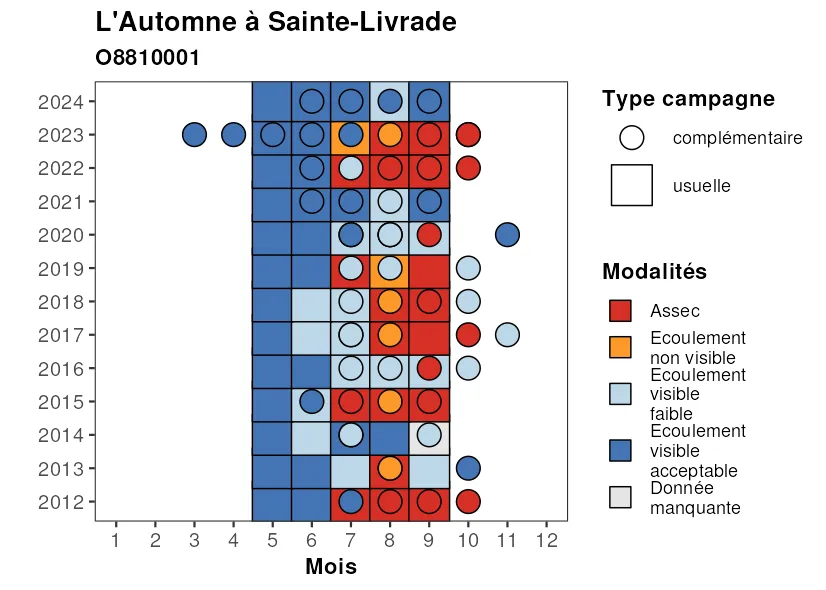 L'Automne à Sainte-Livrade
O8810001
2024
2023
2022
2021
2020
2019
2018
2017
2016
2015
2014
2013
2012
1 2 3 4 5 6 7 8 9 10 11 12
Mois
Type campagne
complémentaire
usuelle
Modalités
Assec
Ecoulement
non visible
Ecoulement
visible
faible
Ecoulement
visible
acceptable
Donnée
manquante